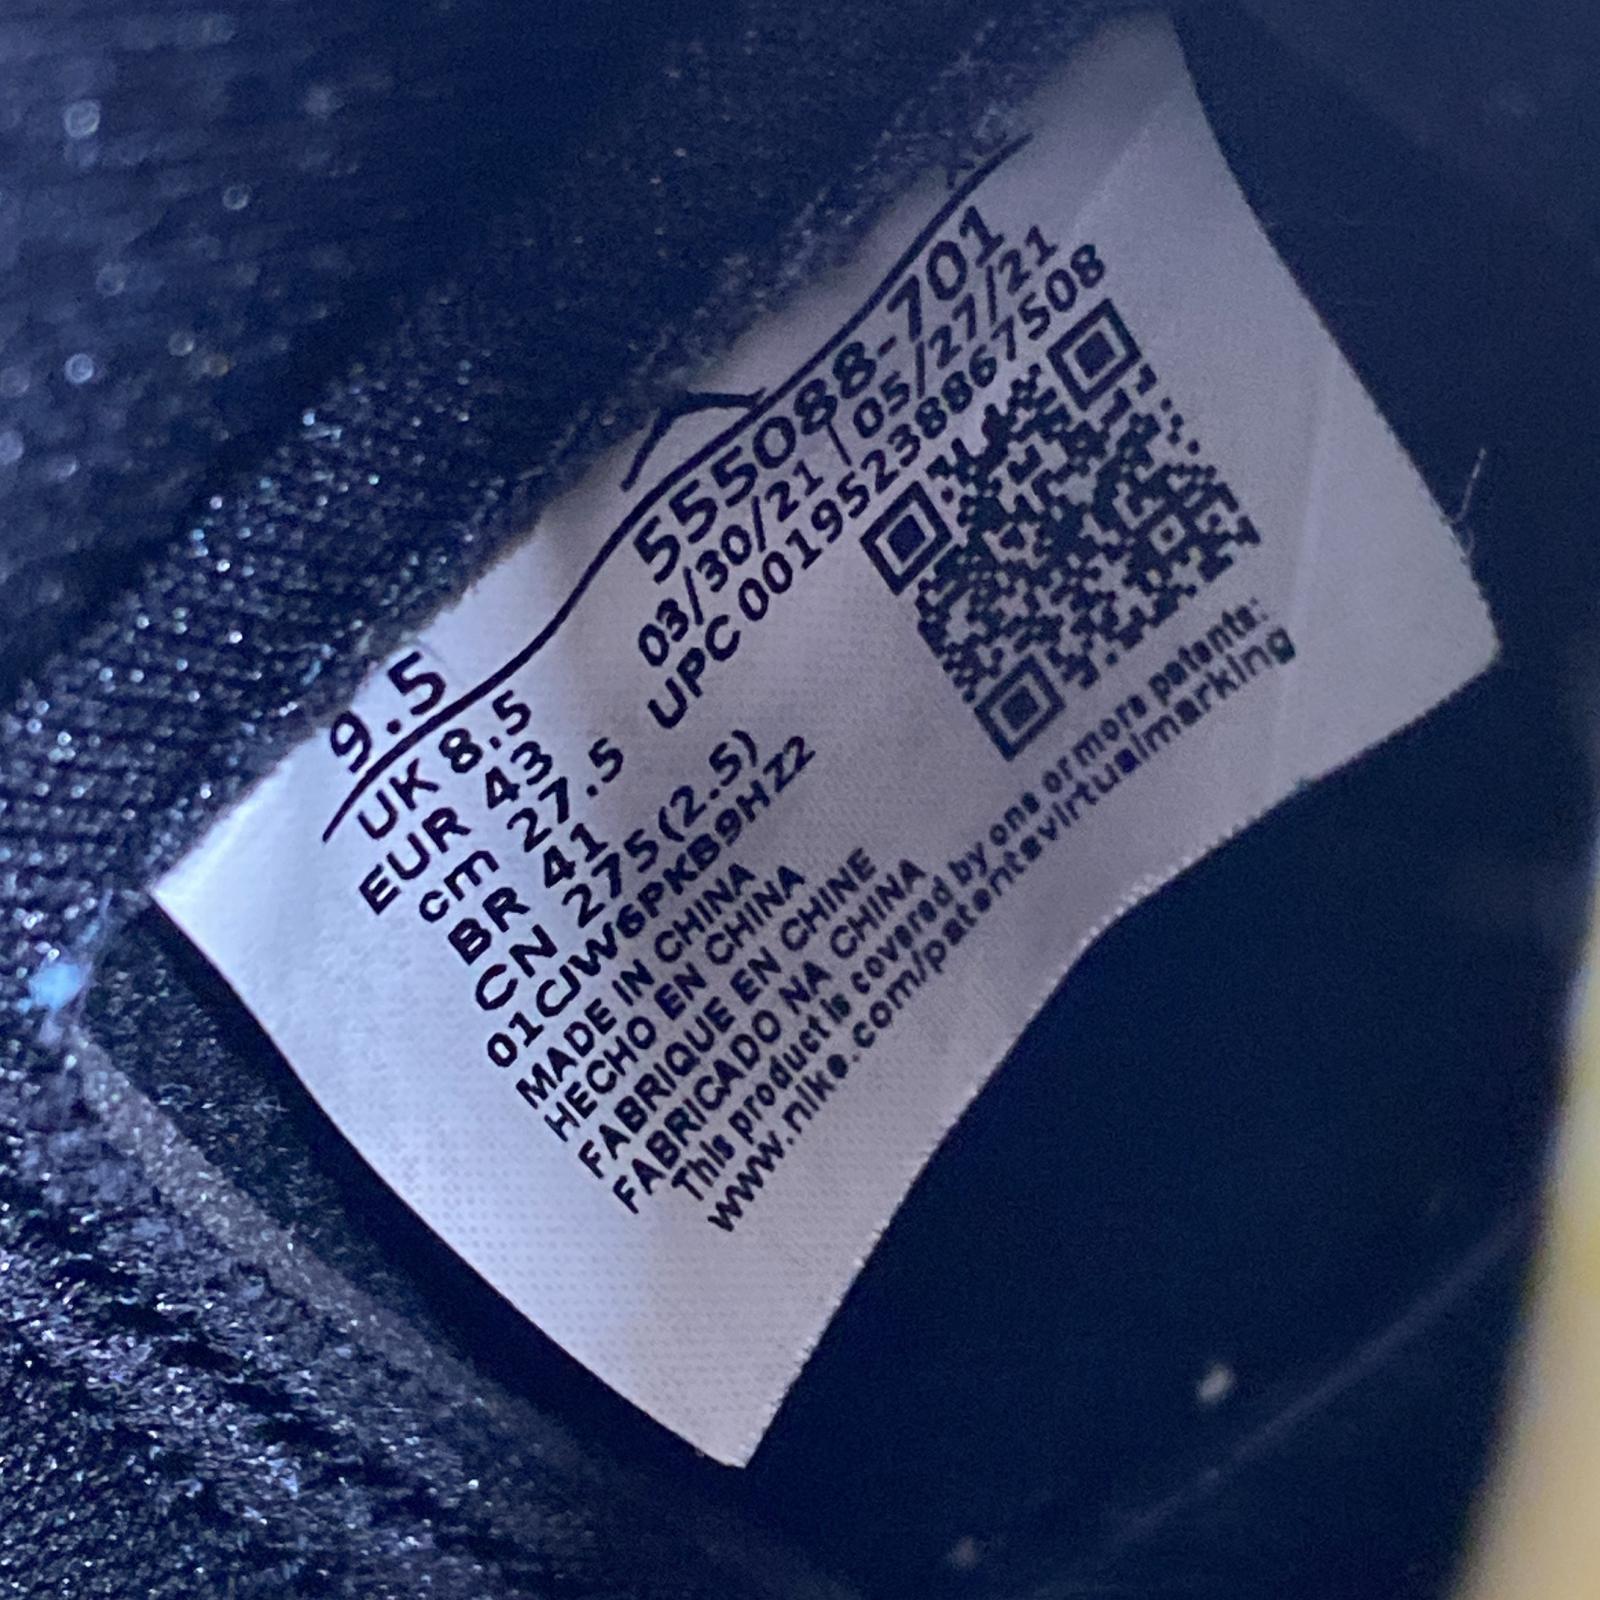 9.5
UK 8.5
EUR 43
cm 27.5
BR 41
CN 275(2.5)
01CJW6PKB9HZ2
MADE IN CHINA
HECHO EN CHINA
FABRIQUE EN CHINE
FABRICADO NA CHINA
This product is covered by one or more patents:
www.nike.com/patentsvirtualmarking
555088-701
03/30/21 | 05/27/21
UPC 00195238867508